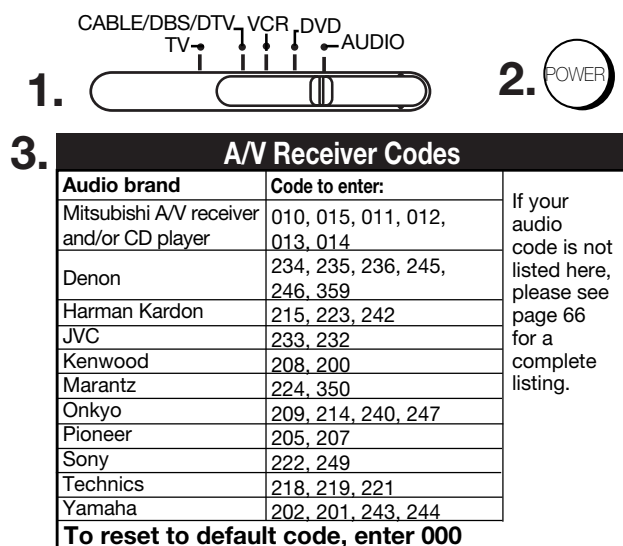 CABLE/DBS/DTV VCR DVD
TV AUDIO
1.
2. POWER
3.
A/V Receiver Codes
Audio brand Code to enter:
Mitsubishi A/V receiver and/or CD player 010, 015, 011, 012, 013, 014
Denon 234, 235, 236, 245, 246, 359
Harman Kardon 215, 223, 242
JVC 233, 232
Kenwood 208, 200
Marantz 224, 350
Onkyo 209, 214, 240, 247
Pioneer 205, 207
Sony 222, 249
Technics 218, 219, 221
Yamaha 202, 201, 243, 244
If your
audio
code is not
listed here,
please see
page 66
for a
complete
listing.
To reset to default code, enter 000